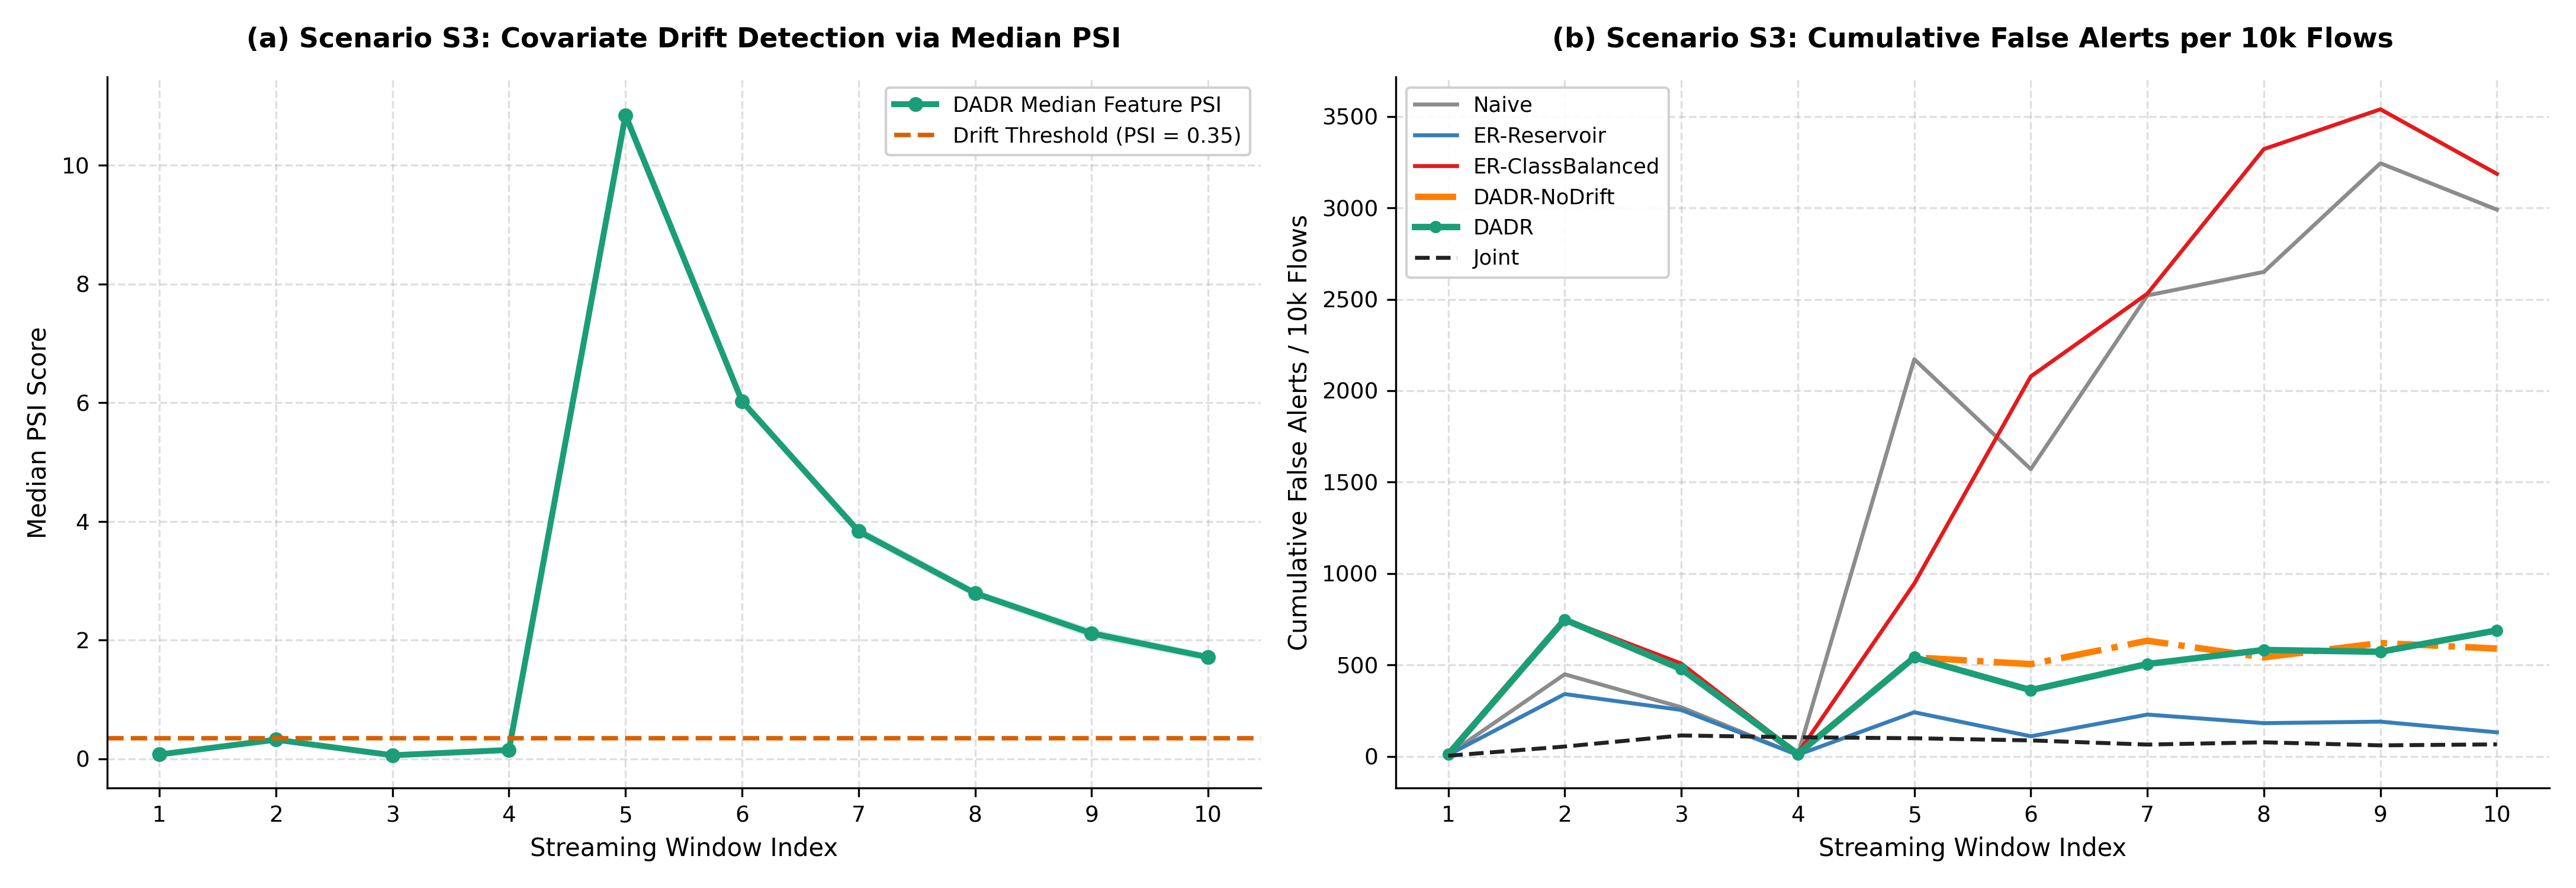 (a) Scenario S3: Covariate Drift Detection via Median PSI
Median PSI Score
10
8
6
4
2
0
DADR Median Feature PSI
Drift Threshold (PSI = 0.35)
1 2 3 4 5 6 7 8 9 10
Streaming Window Index
(b) Scenario S3: Cumulative False Alerts per 10k Flows
Cumulative False Alerts / 10k Flows
3500
3000
2500
2000
1500
1000
500
0
Naive
ER-Reservoir
ER-ClassBalanced
DADR-NoDrift
DADR
Joint
1 2 3 4 5 6 7 8 9 10
Streaming Window Index